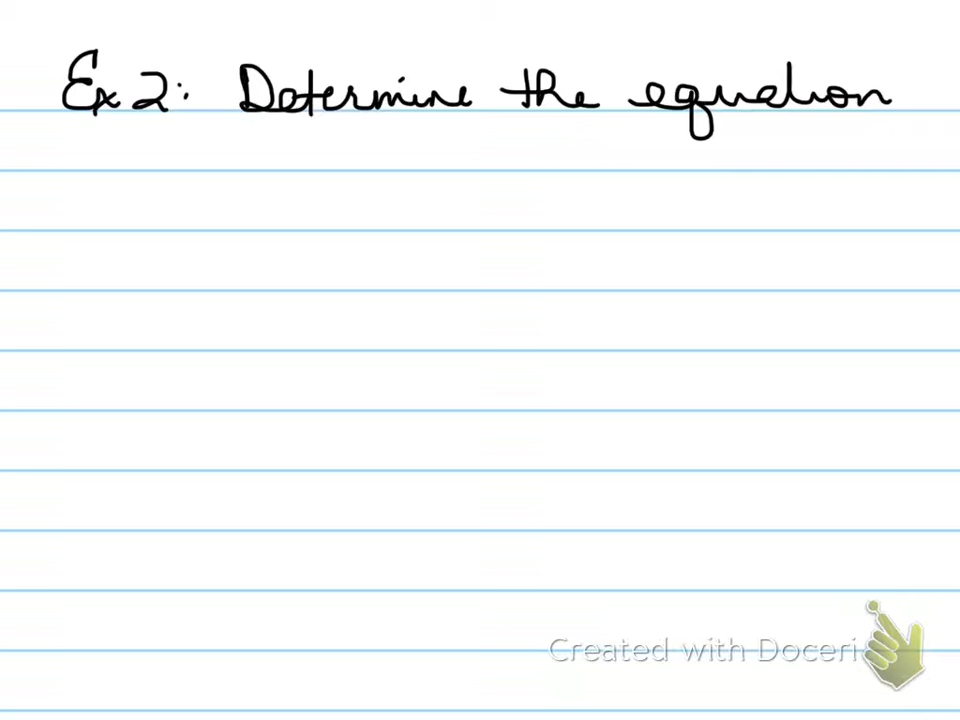 Ex 2: Determine the equation
Created with Doceri